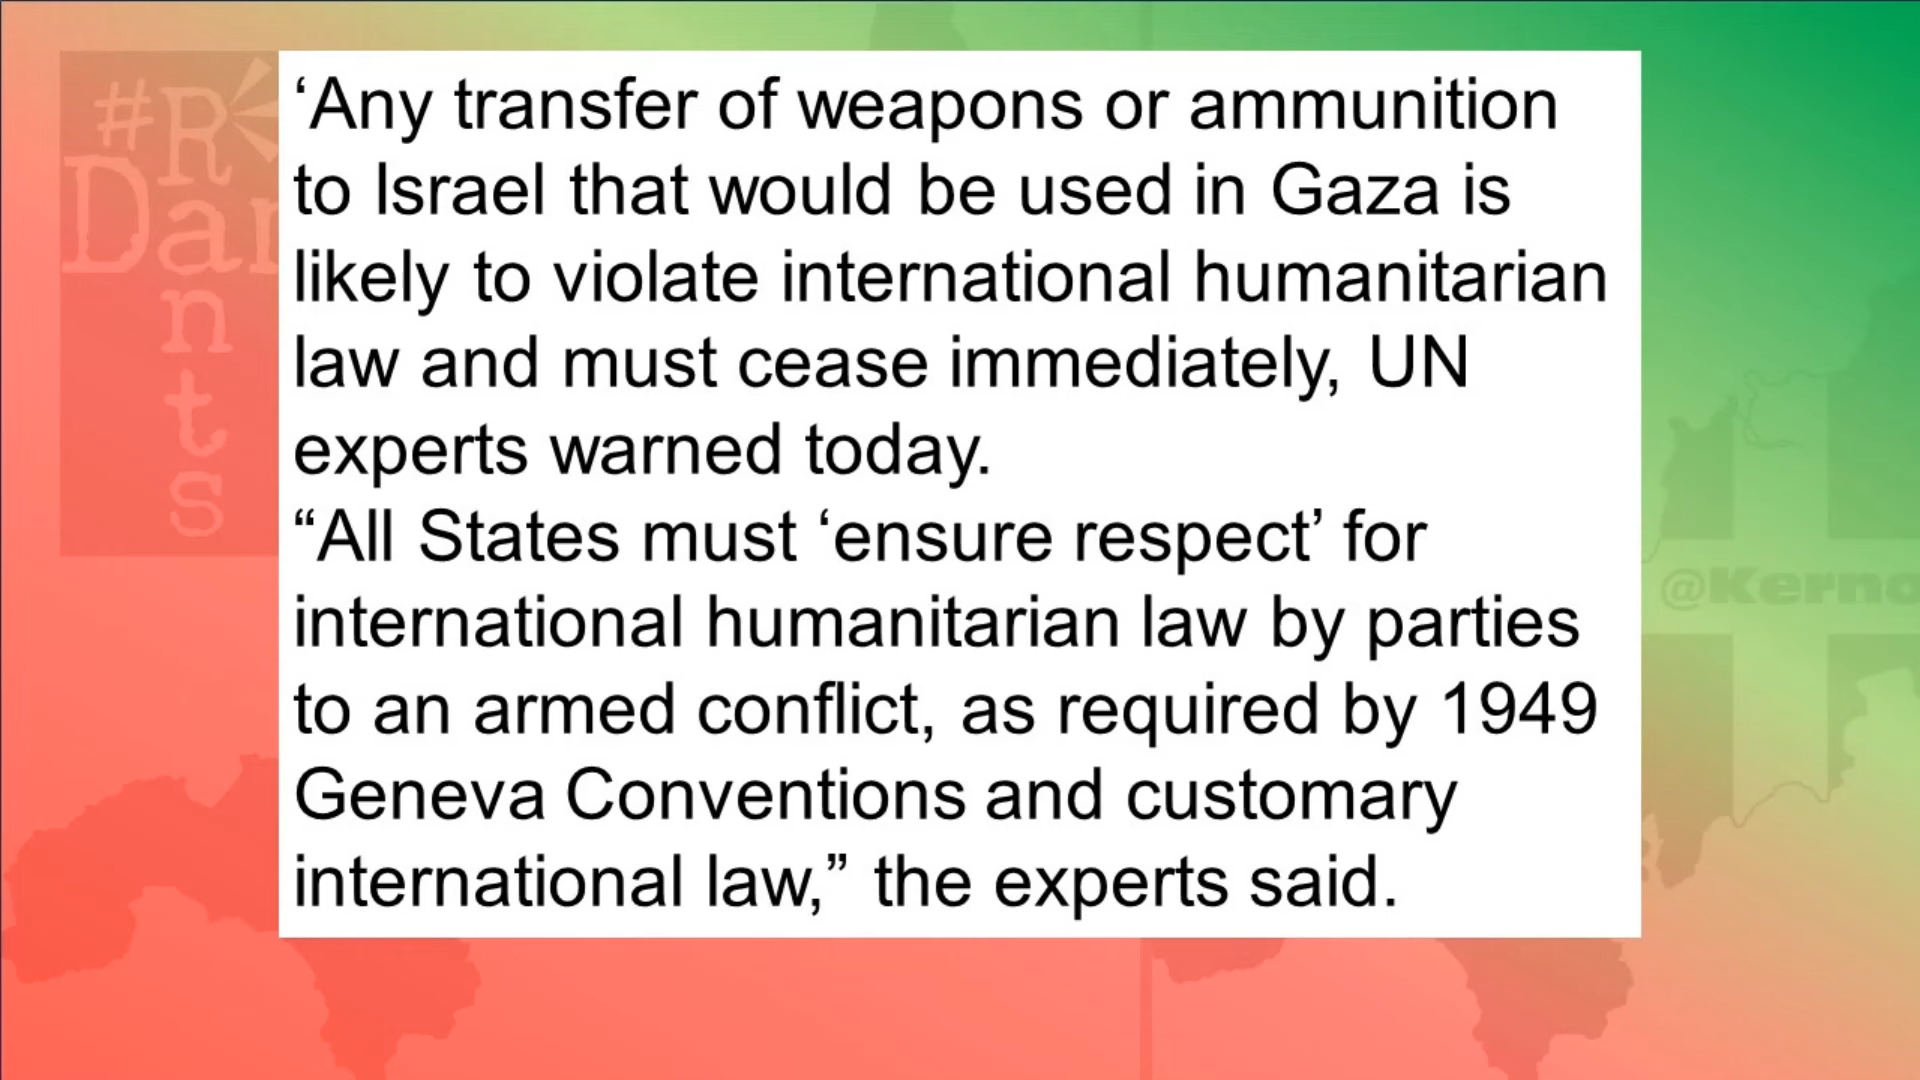 #R
Dan
n
t
s
‘Any transfer of weapons or ammunition
to Israel that would be used in Gaza is
likely to violate international humanitarian
law and must cease immediately, UN
experts warned today.
“All States must ‘ensure respect’ for
international humanitarian law by parties
to an armed conflict, as required by 1949
Geneva Conventions and customary
international law,” the experts said.
@Kerno